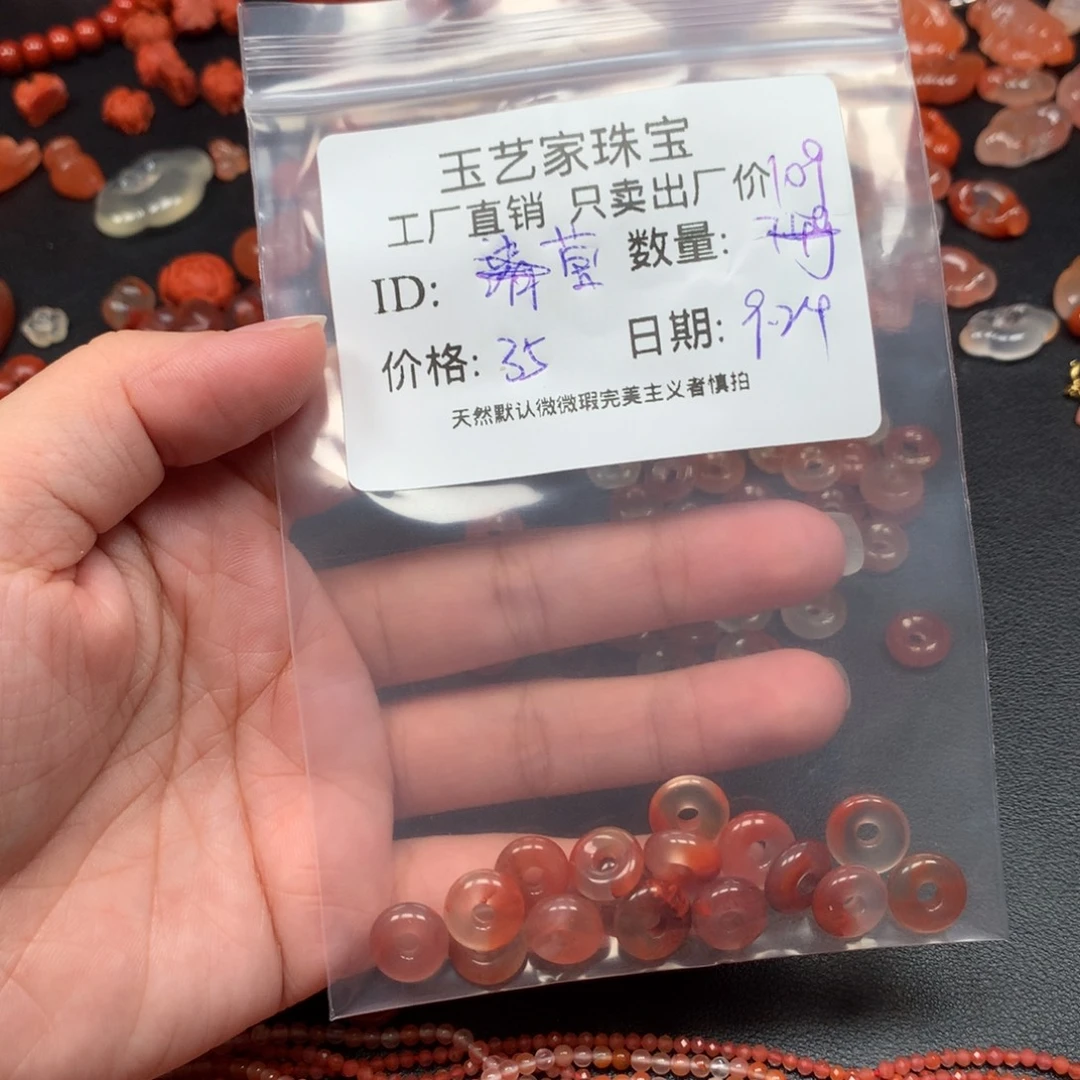 玉艺家珠宝
工厂直销 只卖出厂价
ID: 数量: 10g
价格: 35 日期: 9.24
天然默认微微瑕完美主义者慎拍